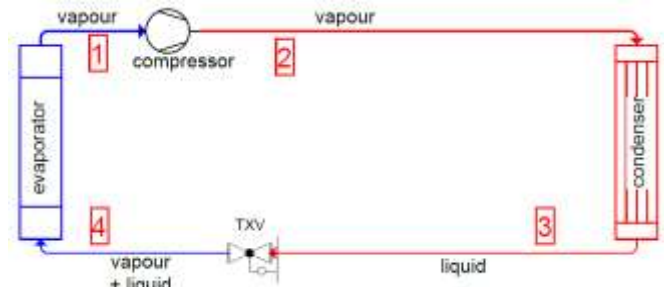 vapour
vapour
1
2
compressor
evaporator
condenser
4
TXV
3
vapour
liquid
+ liquid